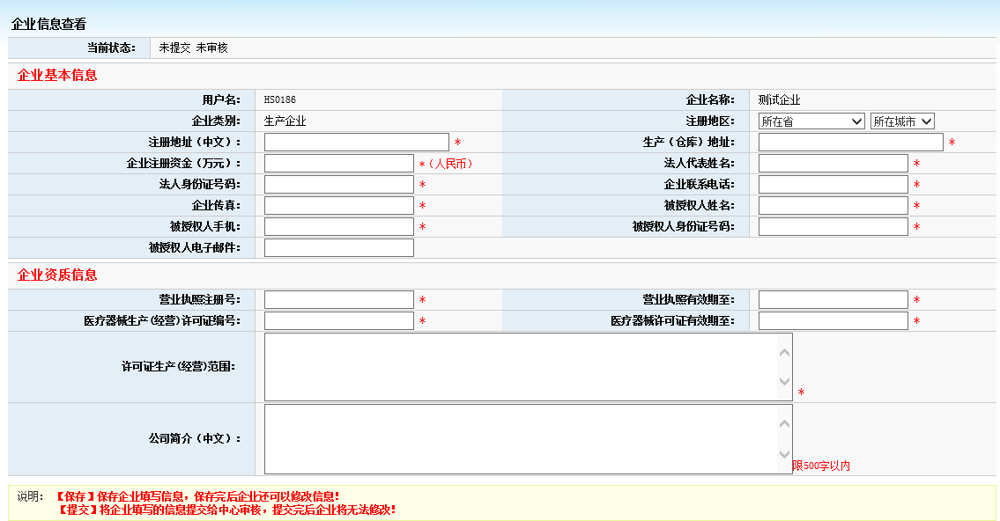 企业信息查看
当前状态： 未提交 未审核
企业基本信息
用户名： HS0186 企业名称： 测试企业
企业类别： 生产企业 注册地区： 所在省 所在城市
注册地址（中文）： * 生产（仓库）地址： *
企业注册资金（万元）： *（人民币） 法人代表姓名： *
法人身份证号码： * 企业联系电话： *
企业传真： * 被授权人姓名： *
被授权人手机： * 被授权人身份证号码： *
被授权人电子邮件：
企业资质信息
营业执照注册号： * 营业执照有效期至： *
医疗器械生产(经营)许可证编号： * 医疗器械许可证有效期至： *
许可证生产(经营)范围： *
公司简介（中文）： 限500字以内
说明： 【保存】保存企业填写信息，保存完后企业还可以修改信息！
【提交】将企业填写的信息提交给中心审核，提交完后企业将无法修改！